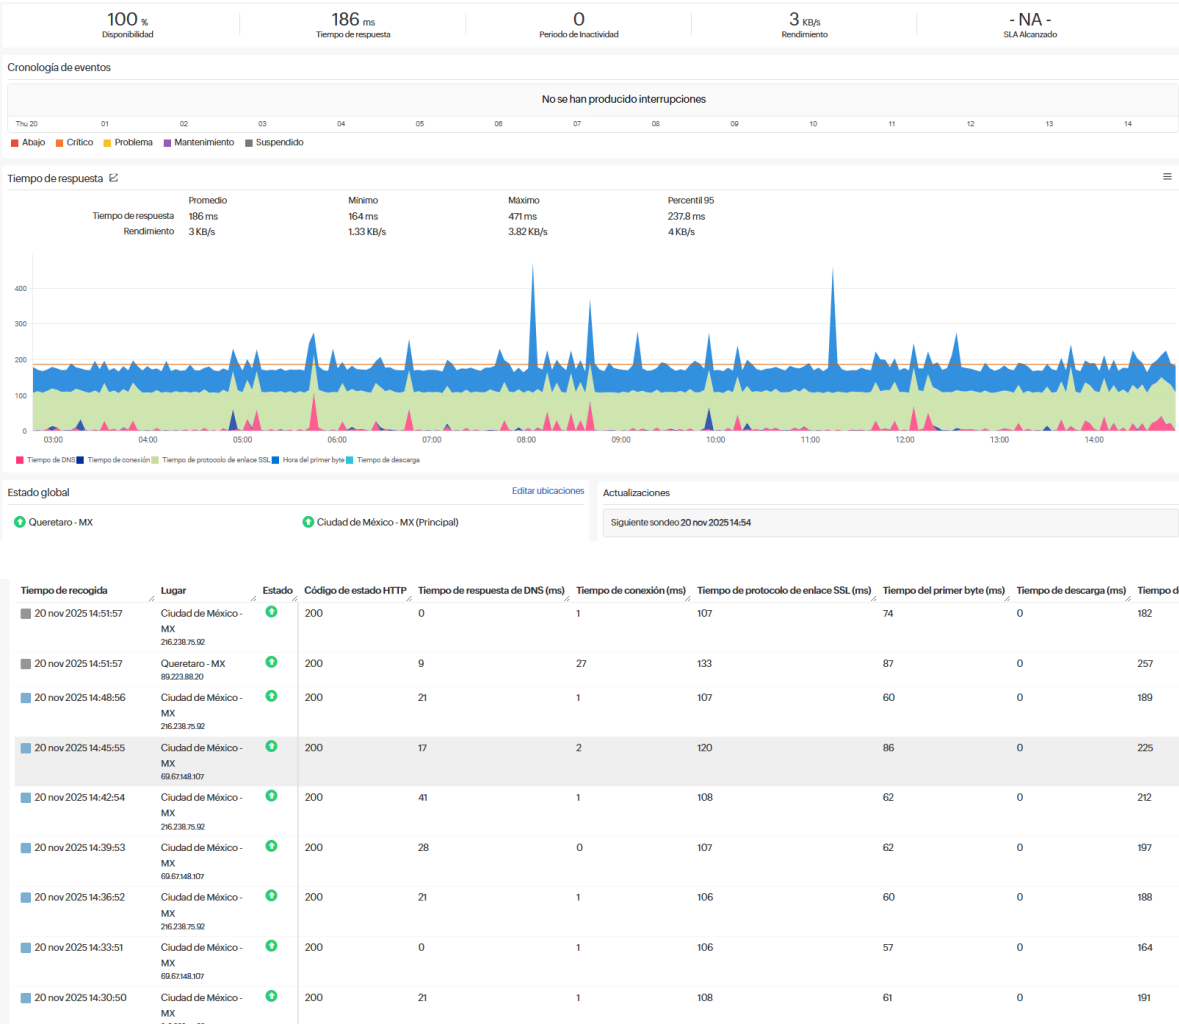 100 % 186 ms 0 3 KB/s - NA -
Disponibilidad Tiempo de respuesta Periodo de Inactividad Rendimiento SLA Alcanzado
Cronología de eventos
No se han producido interrupciones
Thu 20 01 02 03 04 05 06 07 08 09 10 11 12 13 14
Abajo Crítico Problema Mantenimiento Suspendido
Tiempo de respuesta
Promedio Mínimo Máximo Percentil 95
Tiempo de respuesta 186 ms 164 ms 471 ms 237.8 ms
Rendimiento 3 KB/s 1.33 KB/s 3.82 KB/s 4 KB/s
400
300
200
100
0
03:00 04:00 05:00 06:00 07:00 08:00 09:00 10:00 11:00 12:00 13:00 14:00
Tiempo de DNS Tiempo de conexión Tiempo de protocolo de enlace SSL Hora del primer byte Tiempo de descarga
Estado global Editar ubicaciones Actualizaciones
Queretaro - MX Ciudad de México - MX (Principal) Siguiente sondeo 20 nov 2025 14:54
Tiempo de recogida Lugar Estado Código de estado HTTP Tiempo de respuesta de DNS (ms) Tiempo de conexión (ms) Tiempo de protocolo de enlace SSL (ms) Tiempo del primer byte (ms) Tiempo de descarga (ms) Tiempo d
20 nov 2025 14:51:57 Ciudad de México - 200 0 1 107 74 0 182
MX
216.238.75.92
20 nov 2025 14:51:57 Queretaro - MX 200 9 27 133 87 0 257
89.223.88.20
20 nov 2025 14:48:56 Ciudad de México - 200 21 1 107 60 0 189
MX
216.238.75.92
20 nov 2025 14:45:55 Ciudad de México - 200 17 2 120 86 0 225
MX
69.67.148.107
20 nov 2025 14:42:54 Ciudad de México - 200 41 1 108 62 0 212
MX
216.238.75.92
20 nov 2025 14:39:53 Ciudad de México - 200 28 0 107 62 0 197
MX
69.67.148.107
20 nov 2025 14:36:52 Ciudad de México - 200 21 1 106 60 0 188
MX
216.238.75.92
20 nov 2025 14:33:51 Ciudad de México - 200 0 1 106 57 0 164
MX
69.67.148.107
20 nov 2025 14:30:50 Ciudad de México - 200 21 1 108 61 0 191
MX